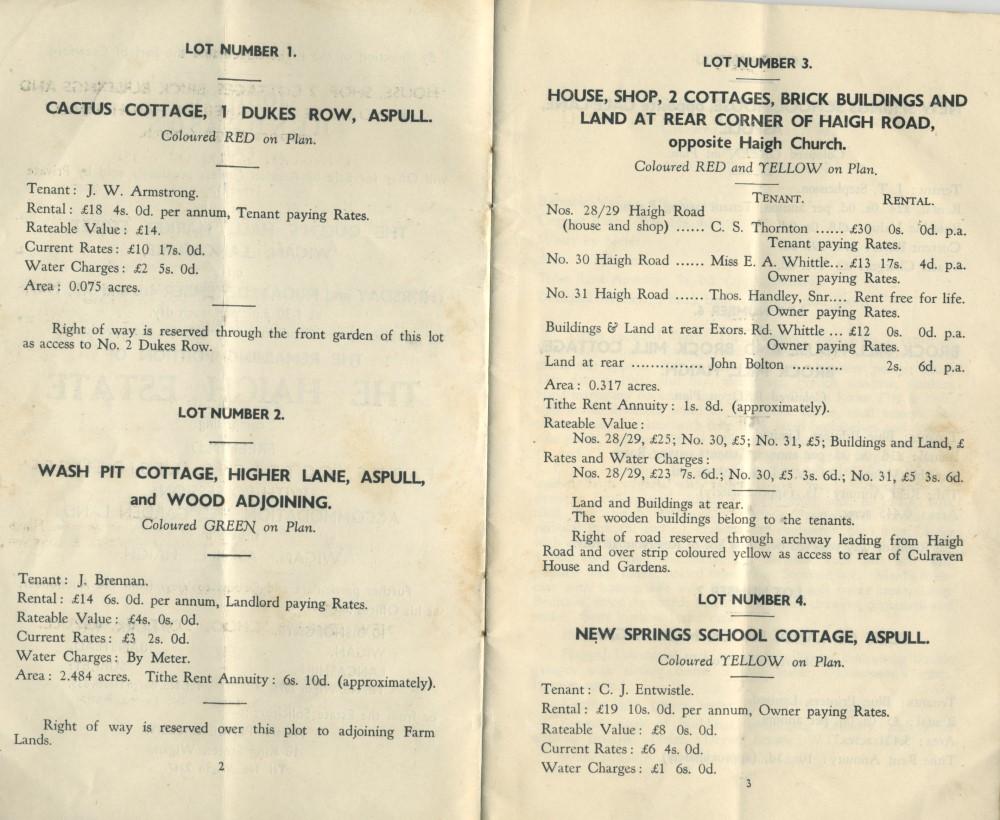 LOT NUMBER 1.
CACTUS COTTAGE, 1 DUKES ROW, ASPULL.
Coloured RED on Plan.
Tenant: J. W. Armstrong.
Rental: £18 4s. 0d. per annum, Tenant paying Rates.
Rateable Value: £14.
Current Rates: £10 17s. 0d.
Water Charges: £2 5s. 0d.
Area: 0.075 acres.
Right of way is reserved through the front garden of this lot
as access to No. 2 Dukes Row.
LOT NUMBER 2.
WASH PIT COTTAGE, HIGHER LANE, ASPULL,
and WOOD ADJOINING.
Coloured GREEN on Plan.
Tenant: J. Brennan.
Rental: £14 6s. 0d. per annum, Landlord paying Rates.
Rateable Value: £4s. 0s. 0d.
Current Rates: £3 2s. 0d.
Water Charges: By Meter.
Area: 2.484 acres. Tithe Rent Annuity: 6s. 10d. (approximately).
Right of way is reserved over this plot to adjoining Farm
Lands.
2
LOT NUMBER 3.
HOUSE, SHOP, 2 COTTAGES, BRICK BUILDINGS AND
LAND AT REAR CORNER OF HAIGH ROAD,
opposite Haigh Church.
Coloured RED and YELLOW on Plan.
TENANT. RENTAL.
Nos. 28/29 Haigh Road
(house and shop) ...... C. S. Thornton ...... £30 0s. 0d. p.a.
Tenant paying Rates.
No. 30 Haigh Road ...... Miss E. A. Whittle... £13 17s. 4d. p.a.
Owner paying Rates.
No. 31 Haigh Road ...... Thos. Handley, Snr.... Rent free for life.
Owner paying Rates.
Buildings & Land at rear Exors. Rd. Whittle ... £12 0s. 0d. p.a.
Owner paying Rates.
Land at rear ............... John Bolton ........... 2s. 6d. p.a.
Area: 0.317 acres.
Tithe Rent Annuity: 1s. 8d. (approximately).
Rateable Value:
Nos. 28/29, £25; No. 30, £5; No. 31, £5; Buildings and Land, £
Rates and Water Charges:
Nos. 28/29, £23 7s. 6d.; No. 30, £5 3s. 6d.; No. 31, £5 3s. 6d.
Land and Buildings at rear.
The wooden buildings belong to the tenants.
Right of road reserved through archway leading from Haigh
Road and over strip coloured yellow as access to rear of Culraven
House and Gardens.
LOT NUMBER 4.
NEW SPRINGS SCHOOL COTTAGE, ASPULL.
Coloured YELLOW on Plan.
Tenant: C. J. Entwistle.
Rental: £19 10s. 0d. per annum, Owner paying Rates.
Rateable Value: £8 0s. 0d.
Current Rates: £6 4s. 0d.
Water Charges: £1 6s. 0d.
3